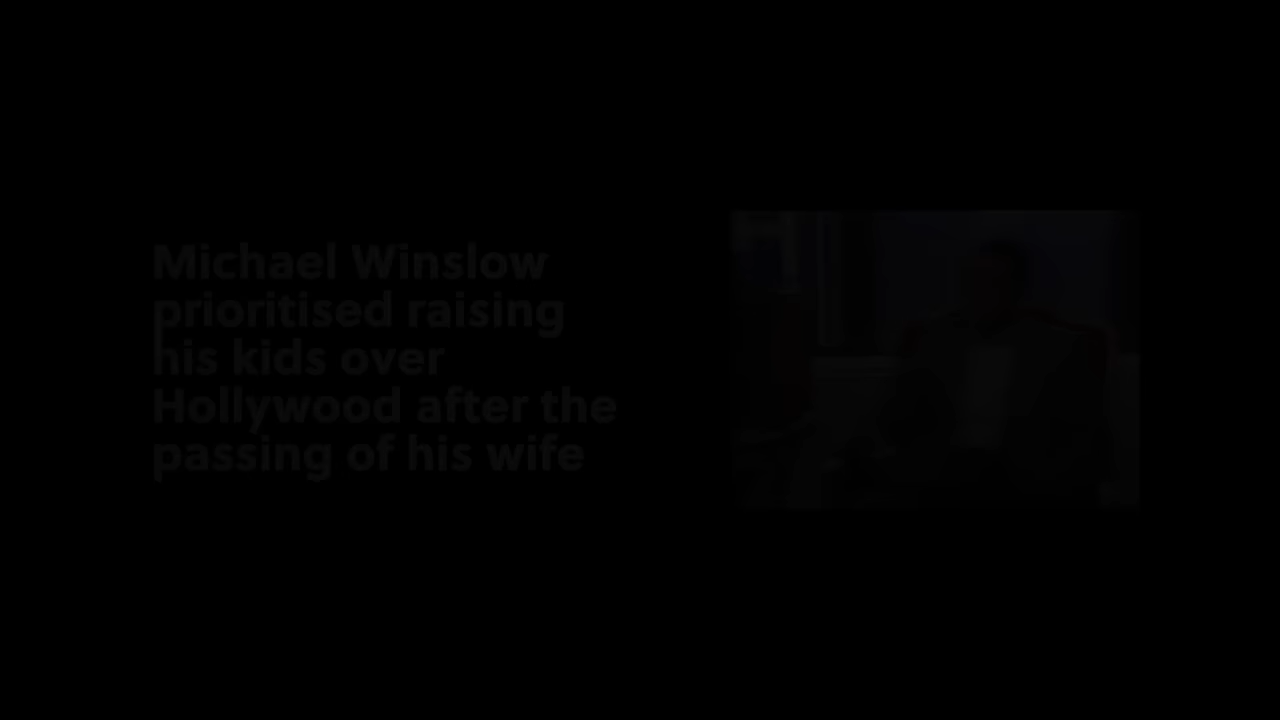 Michael Winslow
prioritised raising
his kids over
Hollywood after the
passing of his wife